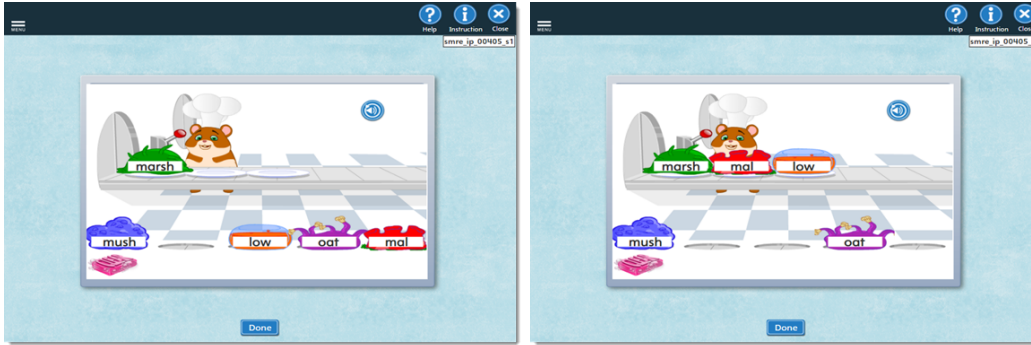 MENU
Help Instruction Close
smre_ip_00405_s1
marsh
mush low oat mal
Done
MENU
Help Instruction Clos
smre_ip_00405_
marsh mal low
mush oat
Done